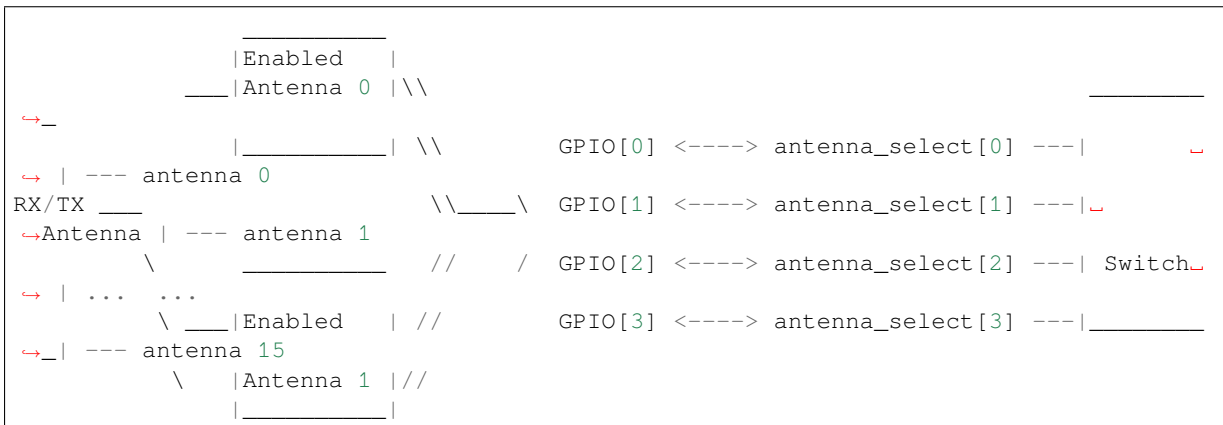 __________
               |Enabled   |
            ___|Antenna 0 |\\                                              ________
↪_
               |__________| \\        GPIO[0] <----> antenna_select[0] ---|       ␣
↪ | --- antenna 0
RX/TX ___                    \\____\  GPIO[1] <----> antenna_select[1] ---|␣
↪Antenna | --- antenna 1
         \      __________   //    /  GPIO[2] <----> antenna_select[2] ---| Switch␣
↪ | ...  ...
          \ ___|Enabled   | //        GPIO[3] <----> antenna_select[3] ---|________
↪_| --- antenna 15
           \   |Antenna 1 |//
               |__________|